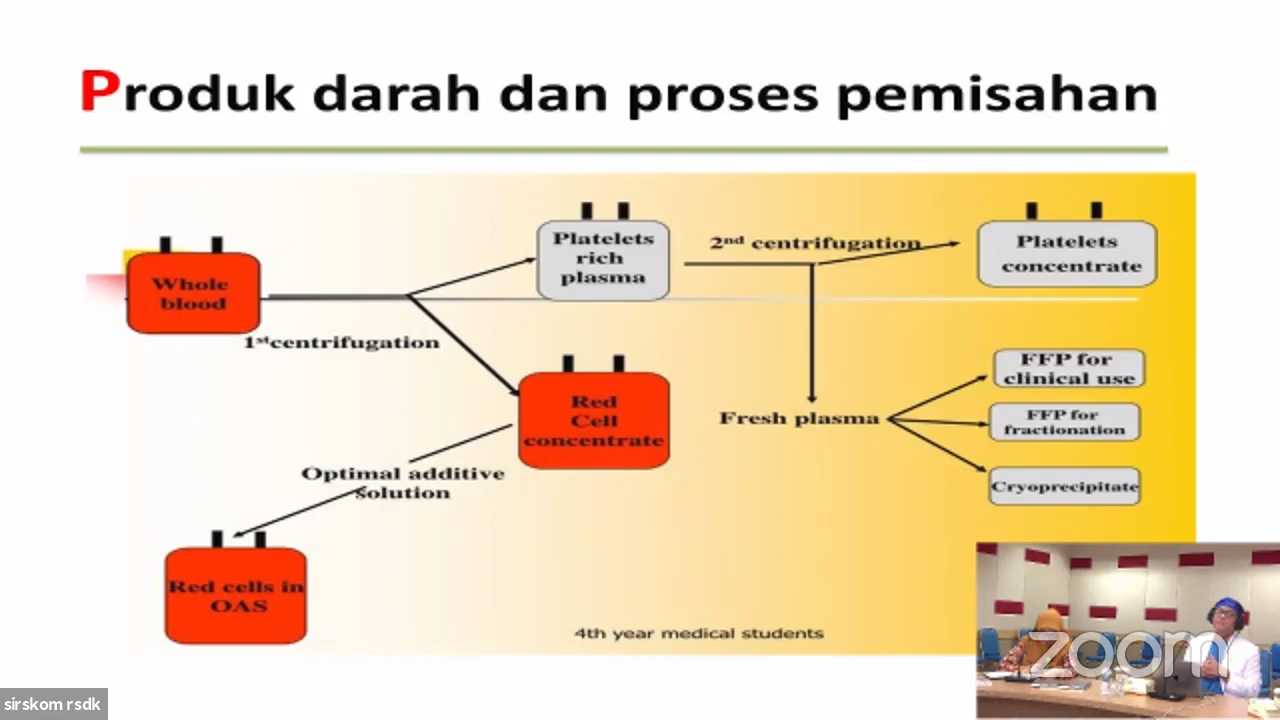 Produk darah dan proses pemisahan
Whole
blood
1st centrifugation
Platelets
rich
plasma
2nd centrifugation
Platelets
concentrate
Red
Cell
concentrate
Fresh plasma
FFP for
clinical use
FFP for
fractionation
Cryoprecipitate
Optimal additive
solution
Red cells in
OAS
4th year medical students
zoom
sirskom rsdk